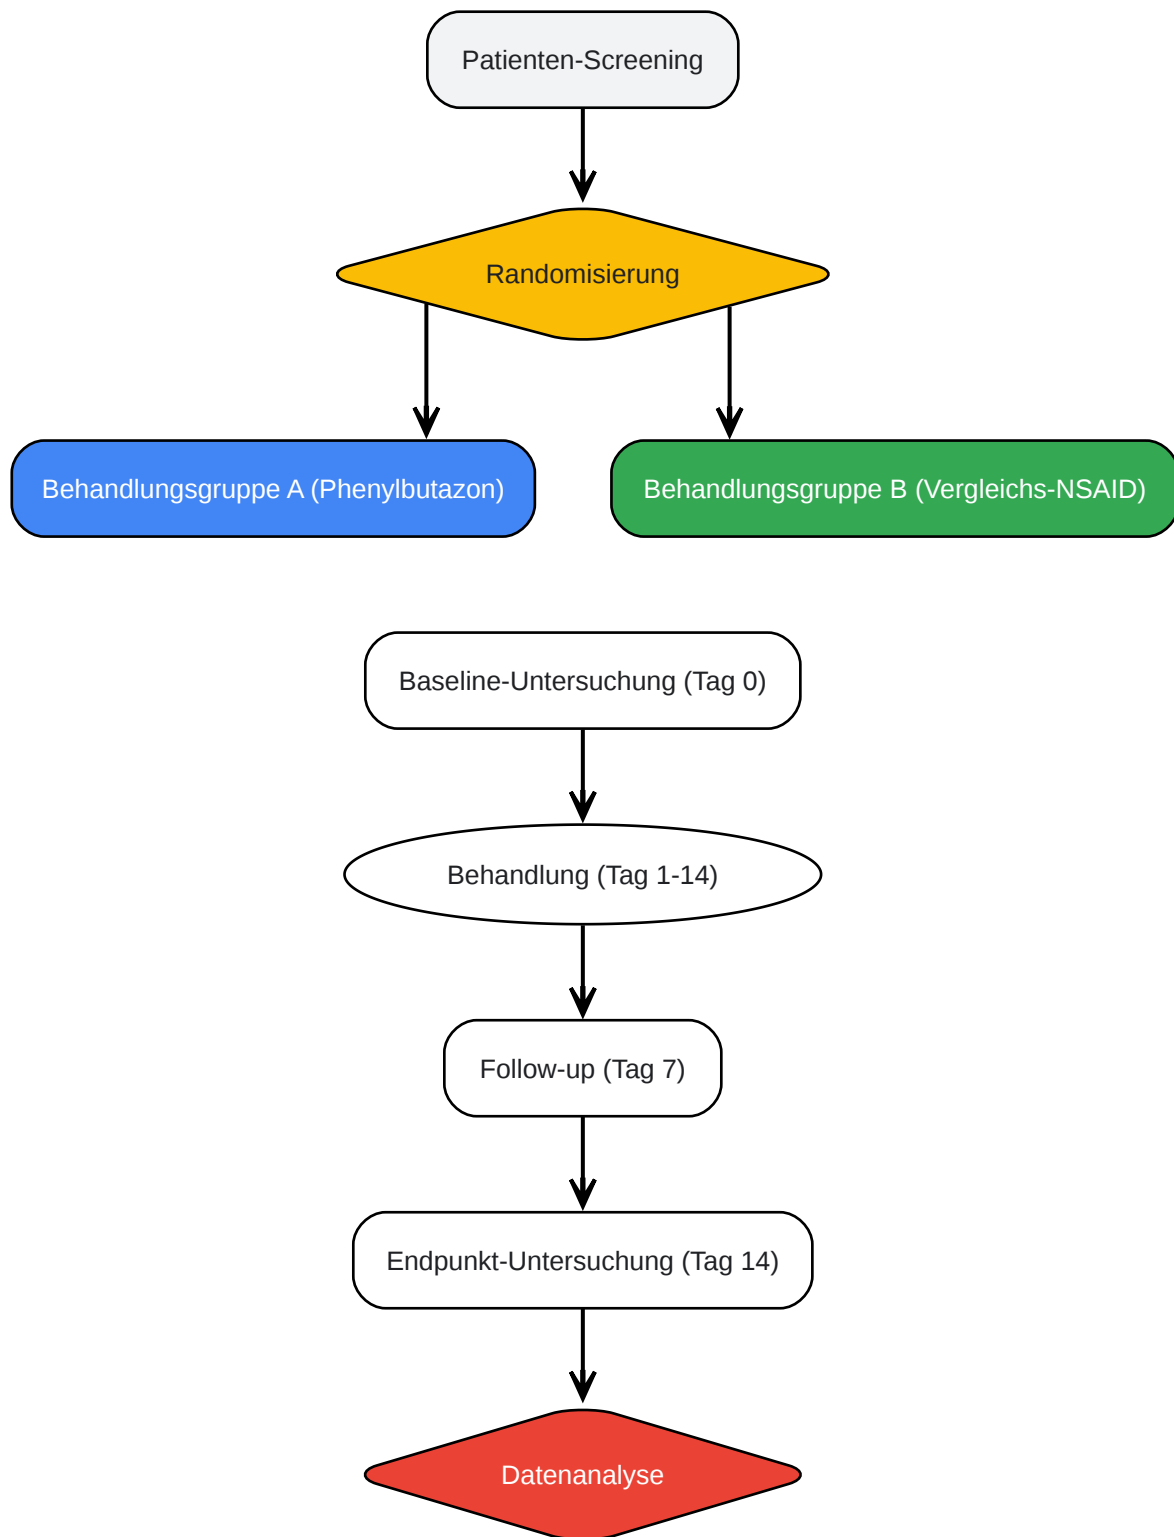 Patienten-Screening
Randomisierung
Behandlungsgruppe A (Phenylbutazon)
Behandlungsgruppe B (Vergleichs-NSAID)
Baseline-Untersuchung (Tag 0)
Behandlung (Tag 1-14)
Follow-up (Tag 7)
Endpunkt-Untersuchung (Tag 14)
Datenanalyse